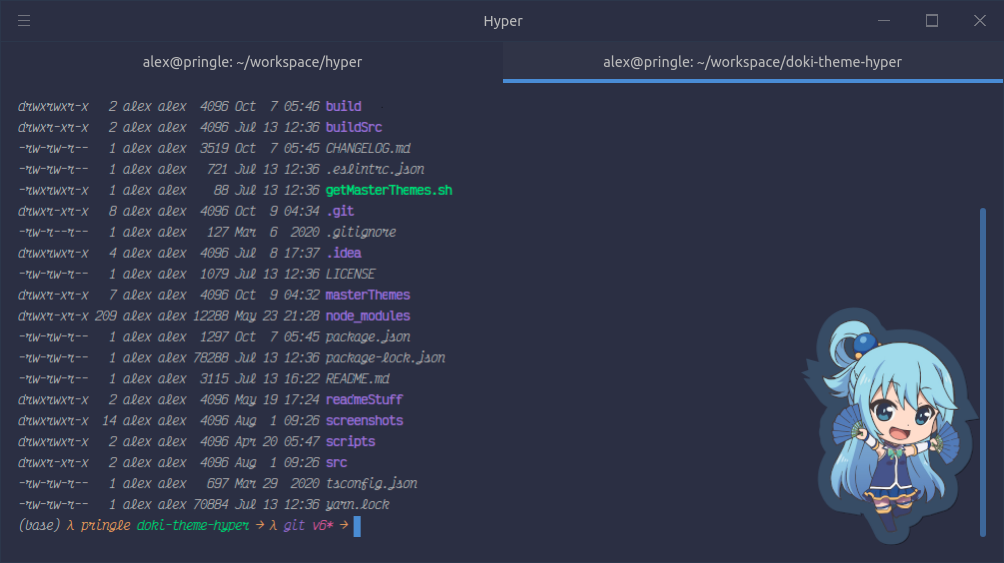 Hyper
alex@pringle: ~/workspace/hyper
alex@pringle: ~/workspace/doki-theme-hyper
drwxrwxr-x 2 alex alex 4096 Oct 7 05:46 build
drwxr-xr-x 2 alex alex 4096 Jul 13 12:36 buildSrc
-rw-rw-r-- 1 alex alex 3519 Oct 7 05:45 CHANGELOG.md
-rw-rw-r-- 1 alex alex 721 Jul 13 12:36 .eslintrc.json
-rwxrwxr-x 1 alex alex 88 Jul 13 12:36 getMasterThemes.sh
drwxr-xr-x 8 alex alex 4096 Oct 9 04:34 .git
-rw-r--r-- 1 alex alex 127 Mar 6 2020 .gitignore
drwxrwxr-x 4 alex alex 4096 Jul 8 17:37 .idea
-rw-rw-r-- 1 alex alex 1079 Jul 13 12:36 LICENSE
drwxr-xr-x 7 alex alex 4096 Oct 9 04:32 masterThemes
drwxr-xr-x 209 alex alex 12288 May 23 21:28 node_modules
-rw-rw-r-- 1 alex alex 1297 Oct 7 05:45 package.json
-rw-rw-r-- 1 alex alex 78288 Jul 13 12:36 package-lock.json
-rw-rw-r-- 1 alex alex 3115 Jul 13 16:22 README.md
drwxrwxr-x 2 alex alex 4096 May 19 17:24 readmeStuff
drwxrwxr-x 14 alex alex 4096 Aug 1 09:26 screenshots
drwxrwxr-x 2 alex alex 4096 Apr 20 05:47 scripts
drwxr-xr-x 2 alex alex 4096 Aug 1 09:26 src
-rw-rw-r-- 1 alex alex 697 Mar 29 2020 tsconfig.json
-rw-rw-r-- 1 alex alex 70884 Jul 13 12:36 yarn.lock
(base) λ pringle doki-theme-hyper → λ git v6* →